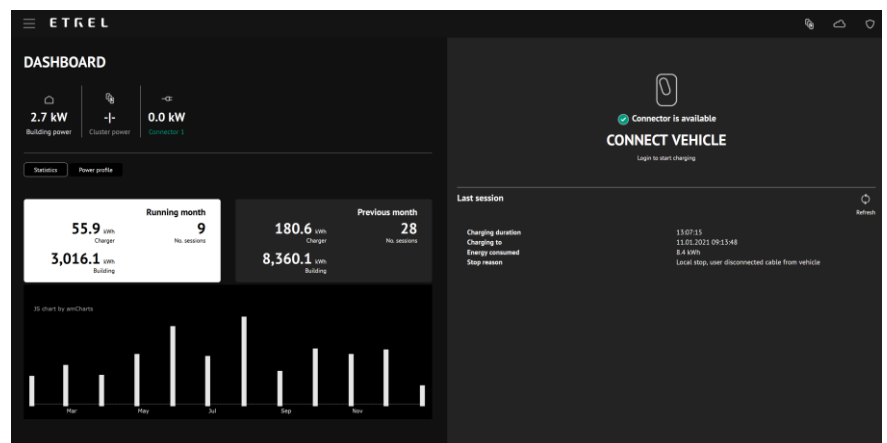 ETREL
DASHBOARD
2.7 kW
Building power
-|-
Cluster power
0.0 kW
Connector 1
Statistics
Power profile
Running month
55.9 kWh
Charger
9
No. sessions
3,016.1 kWh
Building
Previous month
180.6 kWh
Charger
28
No. sessions
8,360.1 kWh
Building
JS chart by amCharts
Mar May Jul Sep Nov
Connector is available
CONNECT VEHICLE
Login to start charging
Last session
Refresh
Charging duration 13:07:15
Charging to 11.01.2021 09:13:48
Energy consumed 8.4 kWh
Stop reason Local stop, user disconnected cable from vehicle